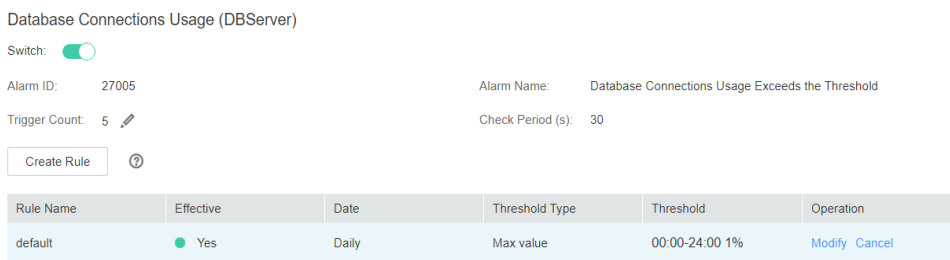 Database Connections Usage (DBServer)
Switch:
Alarm ID: 27005 Alarm Name: Database Connections Usage Exceeds the Threshold
Trigger Count: 5 Check Period (s): 30
Create Rule ?
Rule Name Effective Date Threshold Type Threshold Operation
default Yes Daily Max value 00:00-24:00 1% Modify Cancel